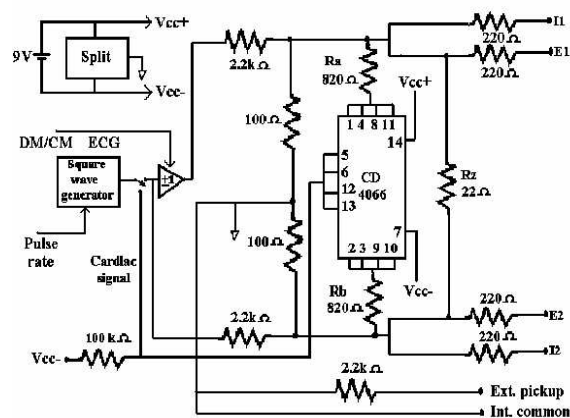 Vcc+
9V
Split
Vcc-
2.2k Ω
Ra
820 Ω
220 Ω
I1
E1
220 Ω
Vcc+
DM/CM ECG
100 Ω
1 4 8 11
14
Square
wave
generator
±1
5
6
12
13
CD
4066
Rz
22 Ω
Pulse
rate
Cardiac
signal
100 Ω
7
2 3 9 10
Vcc-
Rb
820 Ω
2.2k Ω
220 Ω
E2
I2
220 Ω
100 k Ω
Vcc-
2.2k Ω
Ext. pickup
Int. common